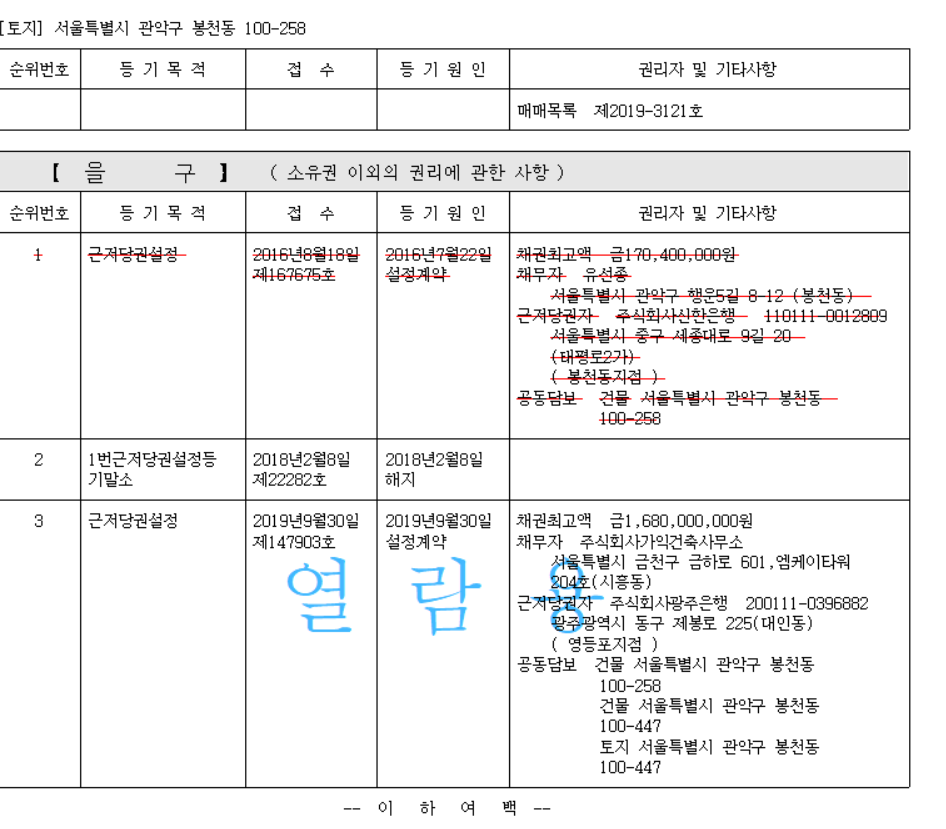 [토지] 서울특별시 관악구 봉천동 100-258
순위번호 등 기 목 적 접 수 등 기 원 인 권리자 및 기타사항
매매목록 제2019-3121호
【 을 구 】 ( 소유권 이외의 권리에 관한 사항 )
순위번호 등 기 목 적 접 수 등 기 원 인 권리자 및 기타사항
1 근저당권설정 2016년8월18일 2016년7월22일 채권최고액 금170,400,000원
제167675호 설정계약 채무자 유선종
서울특별시 관악구 행운5길 8-12 (봉천동)
근저당권자 주식회사신한은행 110111-0012809
서울특별시 중구 세종대로 9길 20
(태평로2가)
( 봉천동지점 )
공동담보 건물 서울특별시 관악구 봉천동
100-258
2 1번근저당권설정등 2018년2월8일 2018년2월8일
기말소 제22282호 해지
3 근저당권설정 2019년9월30일 2019년9월30일 채권최고액 금1,680,000,000원
제147903호 설정계약 채무자 주식회사가익건축사무소
서울특별시 금천구 금하로 601,엠케이타워
204호(시흥동)
열 람 용
근저당권자 주식회사광주은행 200111-0396882
광주광역시 동구 제봉로 225(대인동)
( 영등포지점 )
공동담보 건물 서울특별시 관악구 봉천동
100-258
건물 서울특별시 관악구 봉천동
100-447
토지 서울특별시 관악구 봉천동
100-447
-- 이 하 여 백 --